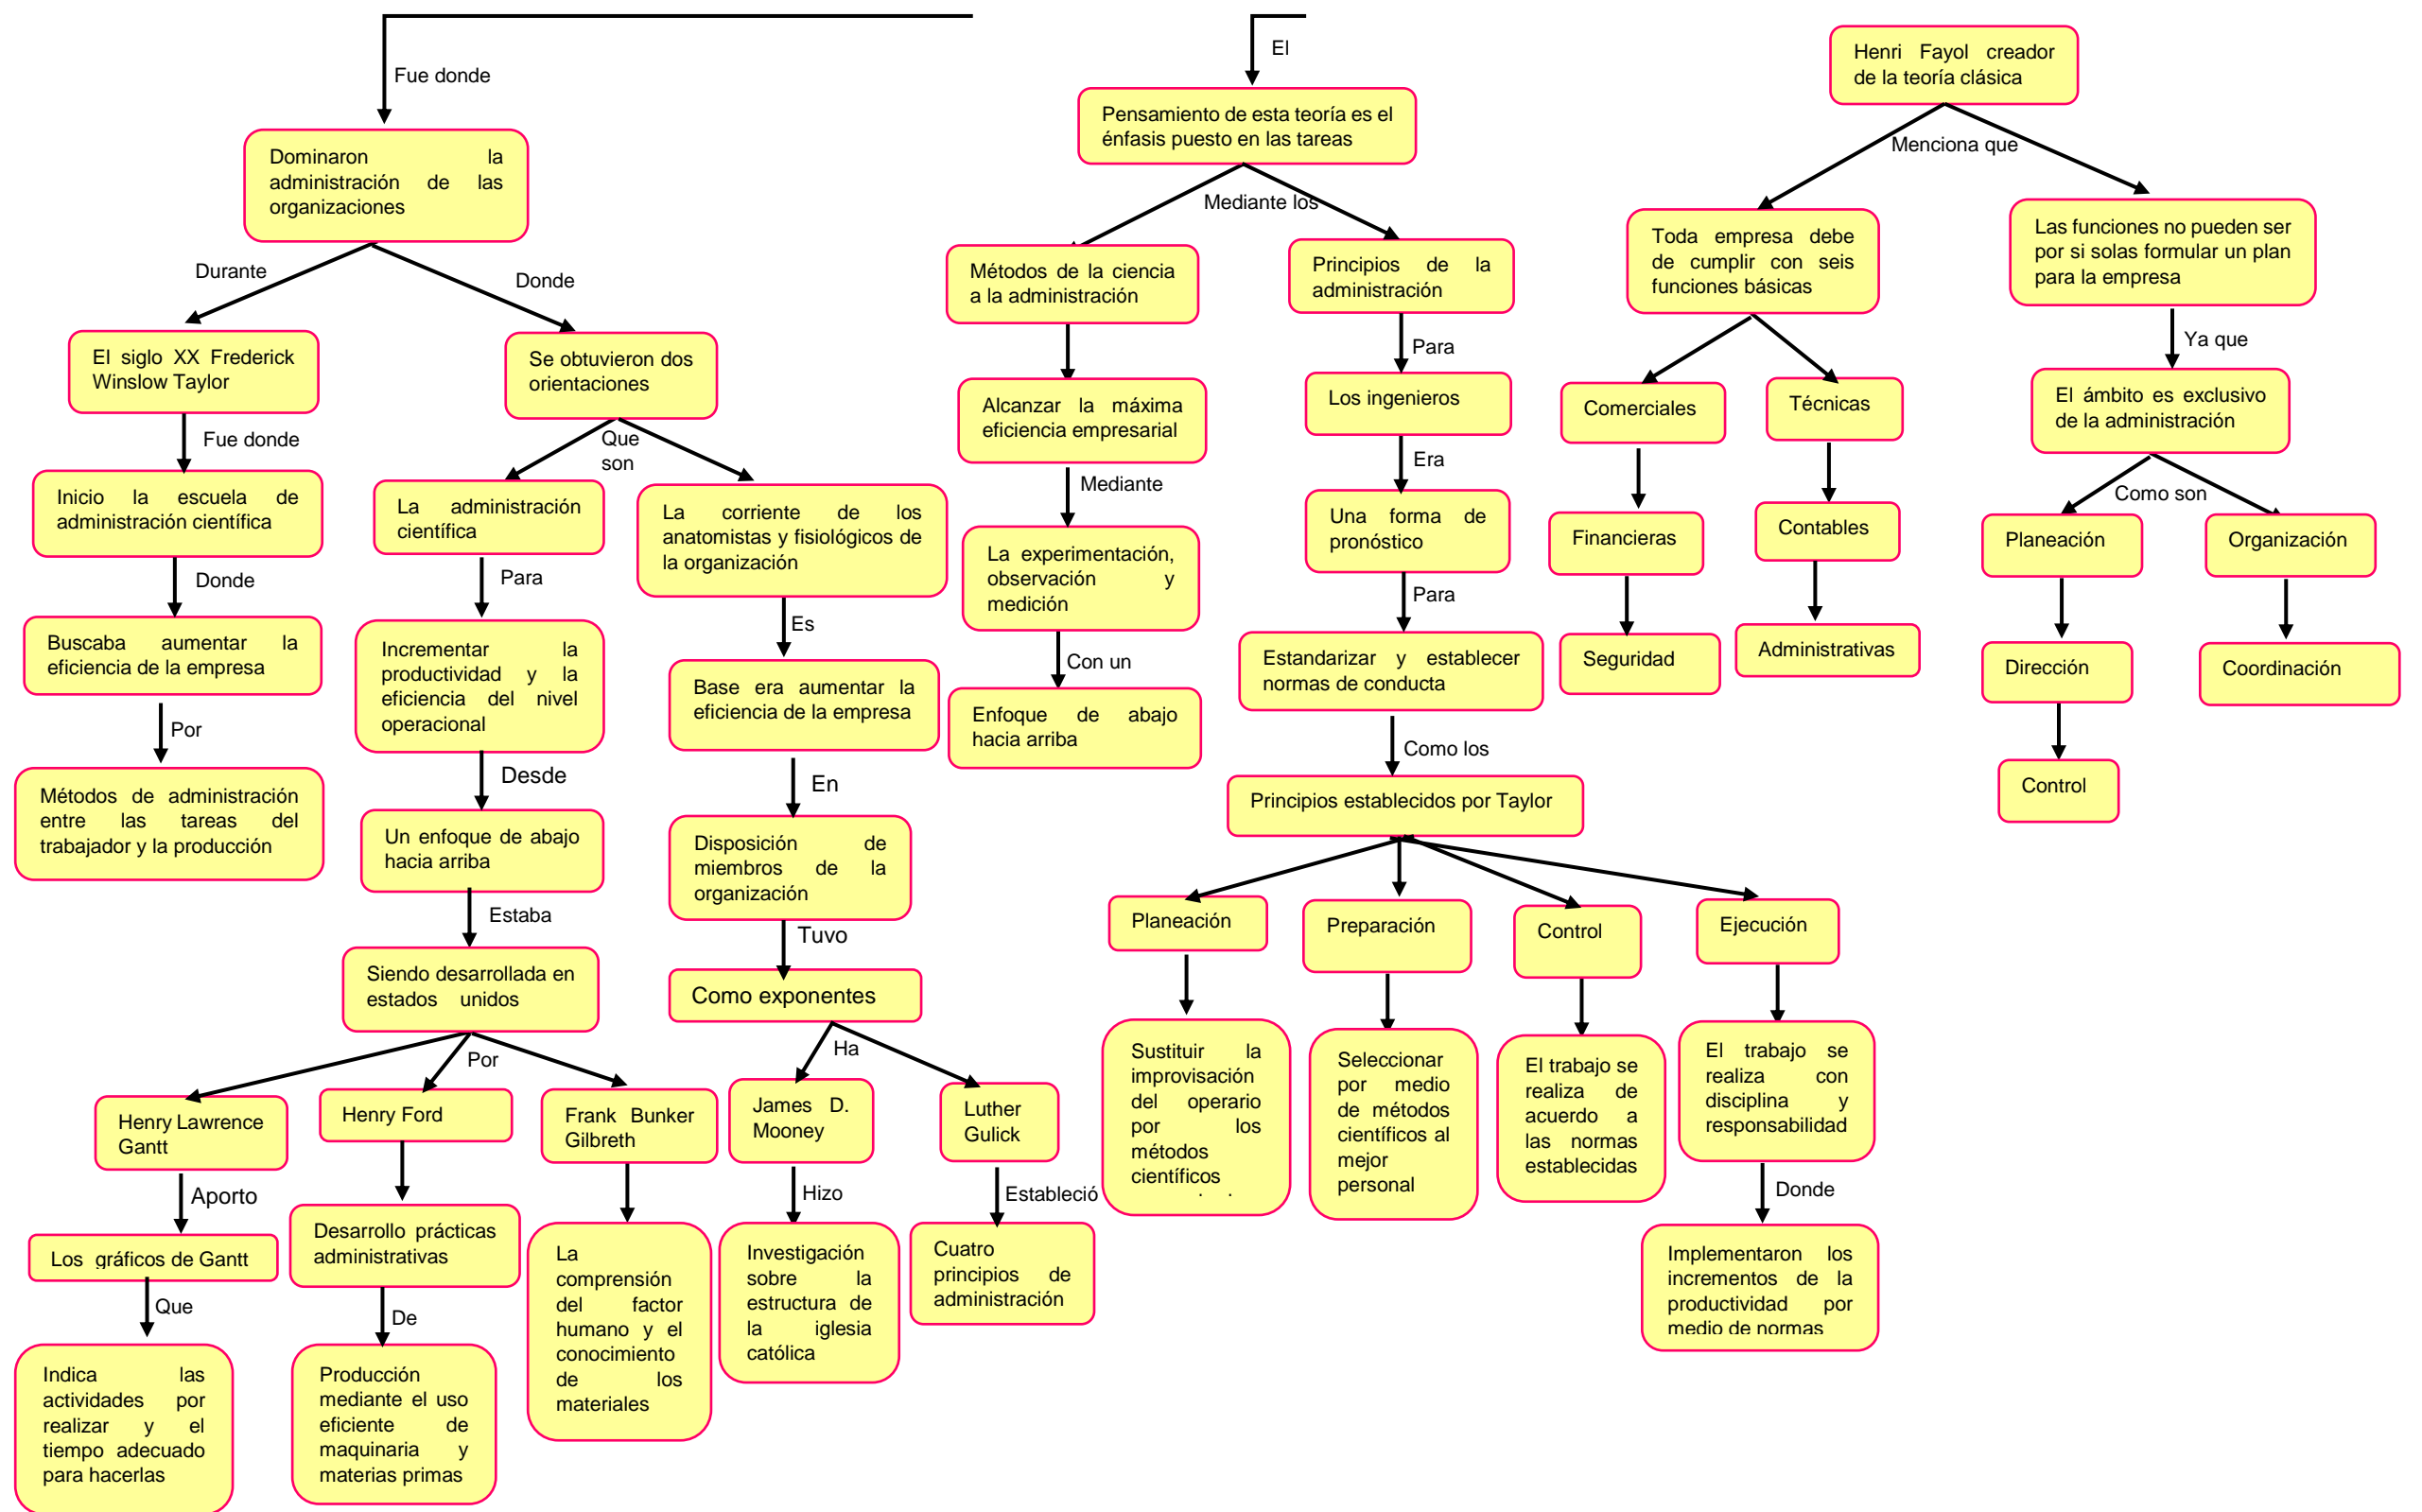 Fue donde
Dominaron la
administración de las
organizaciones
Durante
Donde
El siglo XX Frederick
Winslow Taylor
Se obtuvieron dos
orientaciones
Fue donde
Que
son
Inicio la escuela de
administración científica
La administración
científica
La corriente de los
anatomistas y fisiológicos de
la organización
Donde
Para
Es
Buscaba aumentar la
eficiencia de la empresa
Incrementar la
productividad y la
eficiencia del nivel
operacional
Base era aumentar la
eficiencia de la empresa
Por
Desde
En
Métodos de administración
entre las tareas del
trabajador y la producción
Un enfoque de abajo
hacia arriba
Disposición de
miembros de la
organización
Estaba
Tuvo
Siendo desarrollada en
estados unidos
Como exponentes
Por
Ha
Henry Lawrence
Gantt
Henry Ford
Frank Bunker
Gilbreth
James D.
Mooney
Luther
Gulick
Aporto
Hizo
Estableció
Los gráficos de Gantt
Desarrollo prácticas
administrativas
La
comprensión
del factor
humano y el
conocimiento
de los
materiales
Investigación
sobre la
estructura de
la iglesia
católica
Cuatro
principios de
administración
Que
De
Indica las
actividades por
realizar y el
tiempo adecuado
para hacerlas
Producción
mediante el uso
eficiente de
maquinaria y
materias primas
El
Pensamiento de esta teoría es el
énfasis puesto en las tareas
Mediante los
Métodos de la ciencia
a la administración
Principios de la
administración
Para
Alcanzar la máxima
eficiencia empresarial
Los ingenieros
Mediante
Era
La experimentación,
observación y
medición
Una forma de
pronóstico
Con un
Para
Enfoque de abajo
hacia arriba
Estandarizar y establecer
normas de conducta
Como los
Principios establecidos por Taylor
Planeación
Preparación
Control
Ejecución
Sustituir la
improvisación
del operario
por los
métodos
científicos
Seleccionar
por medio
de métodos
científicos al
mejor
personal
El trabajo se
realiza de
acuerdo a
las normas
establecidas
El trabajo se
realiza con
disciplina y
responsabilidad
Donde
Implementaron los
incrementos de la
productividad por
medio de normas
Henri Fayol creador
de la teoría clásica
Menciona que
Toda empresa debe
de cumplir con seis
funciones básicas
Las funciones no pueden ser
por si solas formular un plan
para la empresa
Ya que
Comerciales
Técnicas
El ámbito es exclusivo
de la administración
Como son
Financieras
Contables
Planeación
Organización
Seguridad
Administrativas
Dirección
Coordinación
Control